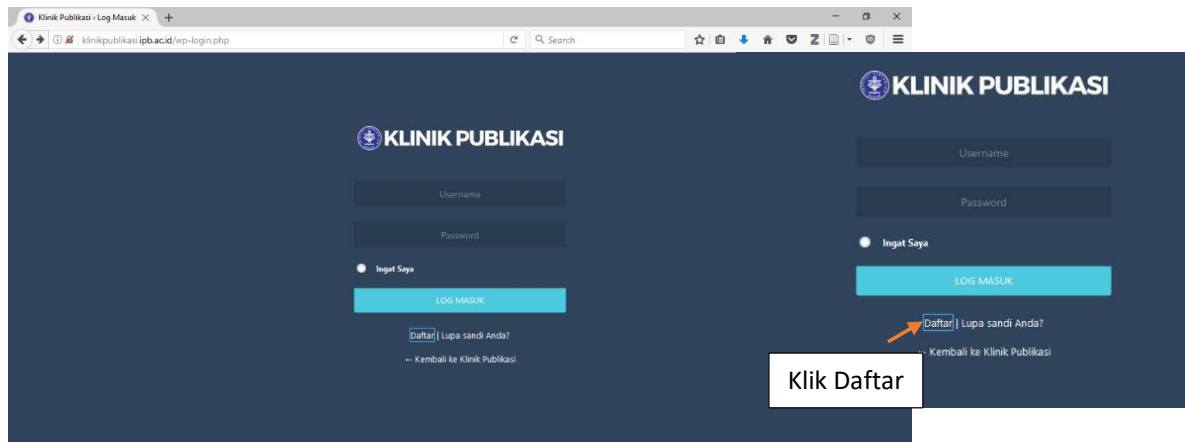 Klinik Publikasi ‹ Log Masuk
klinikpublikasi.ipb.ac.id/wp-login.php
Search
KLINIK PUBLIKASI
Username
Password
Ingat Saya
LOG MASUK
Daftar | Lupa sandi Anda?
← Kembali ke Klinik Publikasi
KLINIK PUBLIKASI
Username
Password
Ingat Saya
LOG MASUK
Daftar | Lupa sandi Anda?
← Kembali ke Klinik Publikasi
Klik Daftar